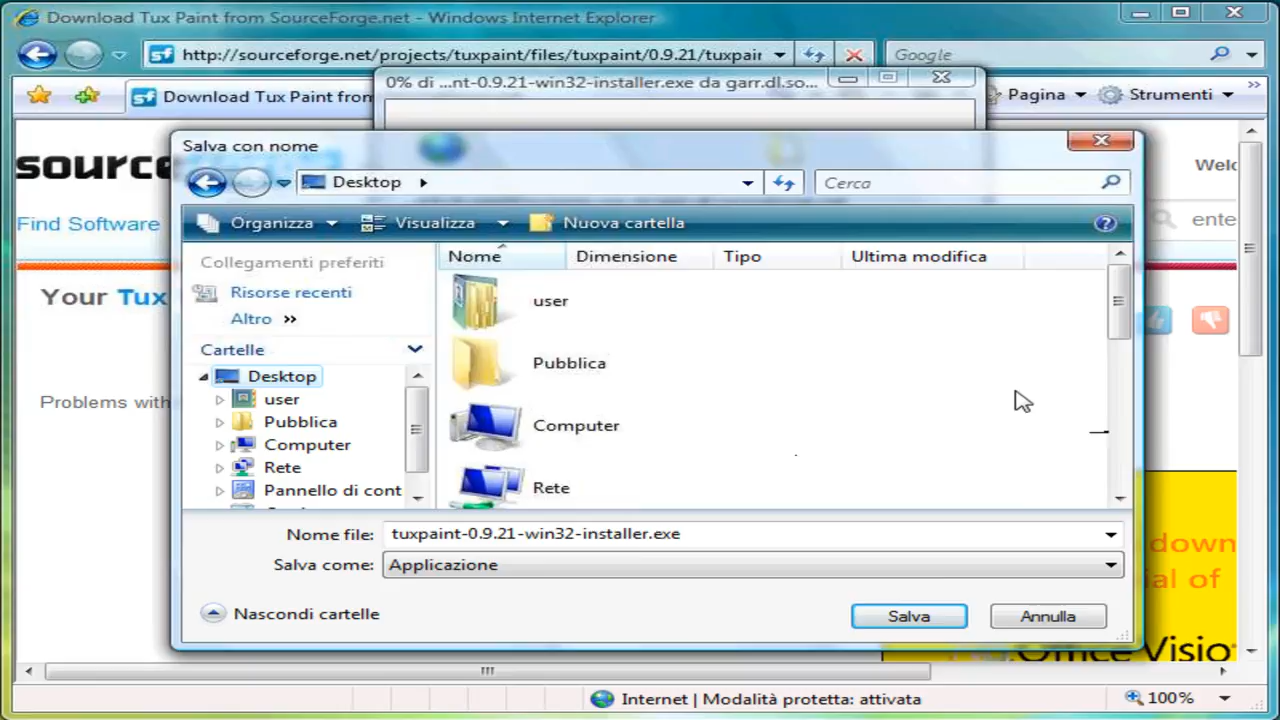 Download Tux Paint from SourceForge.net - Windows Internet Explorer
http://sourceforge.net/projects/tuxpaint/files/tuxpaint/0.9.21/tuxpair
Google
Download Tux Paint from
0% di ...nt-0.9.21-win32-installer.exe da garr.dl.so...
Pagina
Strumenti
source
Welc
Find Software
ente
Your Tux
Problems with
Salva con nome
Desktop
Cerca
Organizza
Visualizza
Nuova cartella
Collegamenti preferiti
Risorse recenti
Altro »
Cartelle
Desktop
user
Pubblica
Computer
Rete
Pannello di cont
Nome Dimensione Tipo Ultima modifica
user
Pubblica
Computer
Rete
Nome file: tuxpaint-0.9.21-win32-installer.exe
Salva come: Applicazione
Nascondi cartelle
Salva
Annulla
down
ial of
Office Visio
Internet | Modalità protetta: attivata
100%